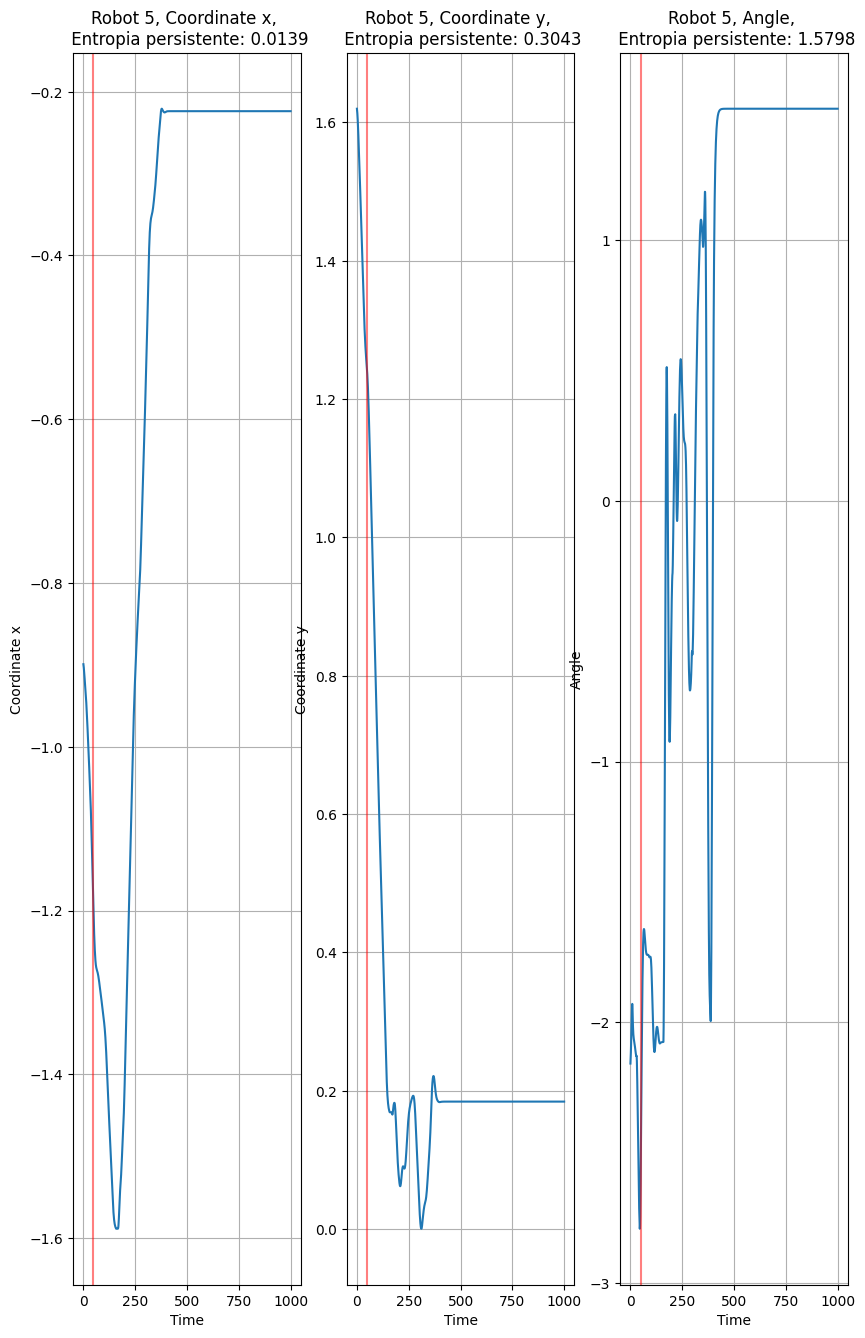 Robot 5, Coordinate x,
Entropia persistente: 0.0139
−0.2
−0.4
−0.6
−0.8
−1.0
−1.2
−1.4
−1.6
Coordinate x
0 250 500 750 1000
Time
Robot 5, Coordinate y,
Entropia persistente: 0.3043
1.6
1.4
1.2
1.0
0.8
0.6
0.4
0.2
0.0
Coordinate y
0 250 500 750 1000
Time
Robot 5, Angle,
Entropia persistente: 1.5798
1
0
−1
−2
−3
Angle
0 250 500 750 1000
Time